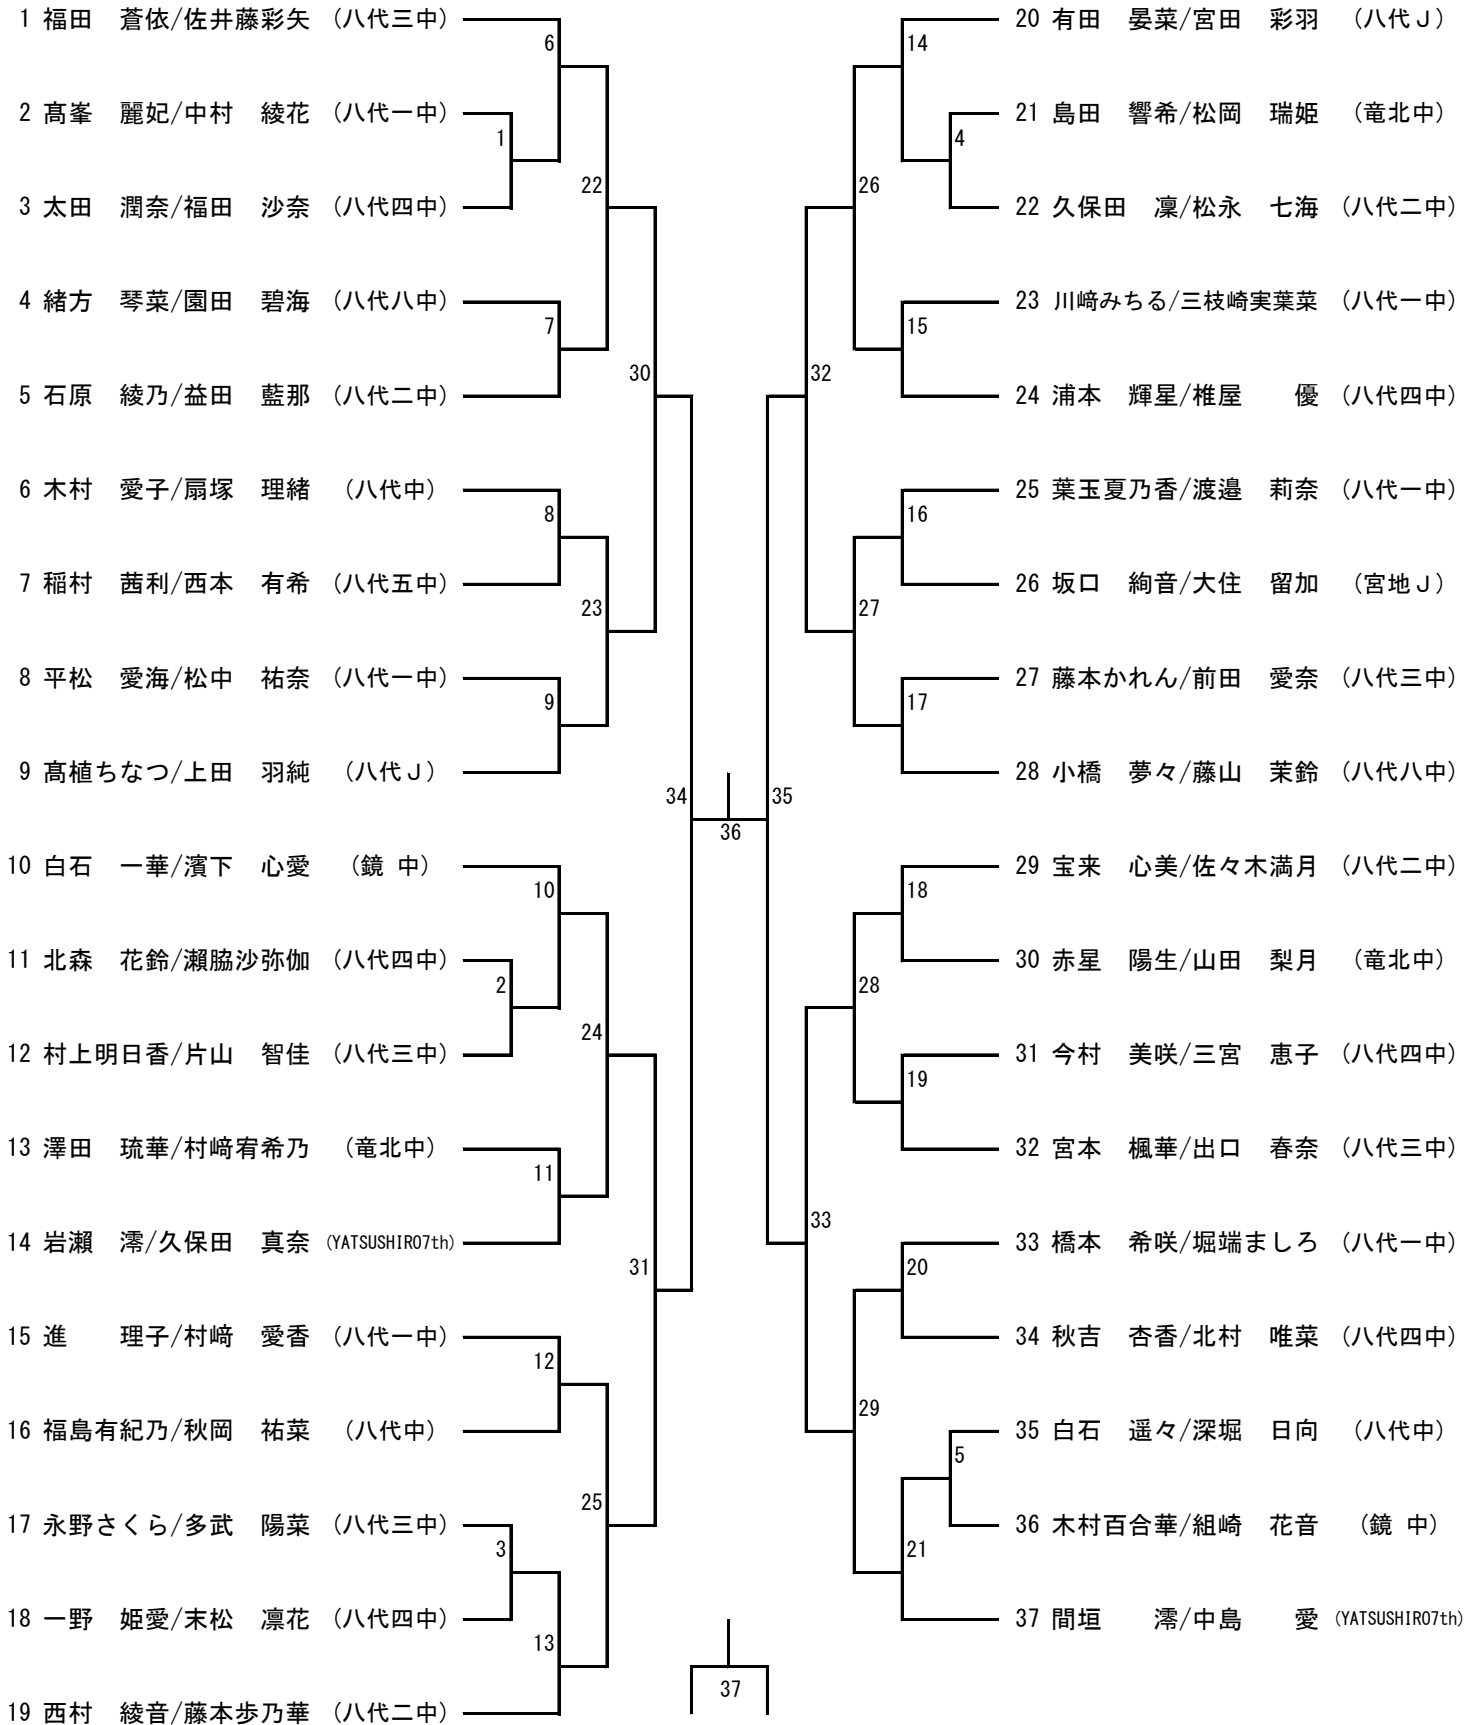 1 福田　蒼依/佐井藤彩矢 （八代三中）
2 髙峯　麗妃/中村　綾花 （八代一中）
3 太田　潤奈/福田　沙奈 （八代四中）
4 緒方　琴菜/園田　碧海 （八代八中）
5 石原　綾乃/益田　藍那 （八代二中）
6 木村　愛子/扇塚　理緒 （八代中）
7 稲村　茜利/西本　有希 （八代五中）
8 平松　愛海/松中　祐奈 （八代一中）
9 髙植ちなつ/上田　羽純 （八代Ｊ）
10 白石　一華/濱下　心愛 （鏡 中）
11 北森　花鈴/瀨脇沙弥伽 （八代四中）
12 村上明日香/片山　智佳 （八代三中）
13 澤田　琉華/村﨑宥希乃 （竜北中）
14 岩瀨　澪/久保田　真奈 (YATSUSHIRO7th)
15 進　　理子/村﨑　愛香 （八代一中）
16 福島有紀乃/秋岡　祐菜 （八代中）
17 永野さくら/多武　陽菜 （八代三中）
18 一野　姫愛/末松　凛花 （八代四中）
19 西村　綾音/藤本歩乃華 （八代二中）
6
1
22
7
30
8
23
9
34
10
2
24
11
31
12
25
3
13
36
37
20 有田　晏菜/宮田　彩羽 （八代Ｊ）
21 島田　響希/松岡　瑞姫 （竜北中）
22 久保田　凜/松永　七海 （八代二中）
23 川﨑みちる/三枝崎実葉菜 （八代一中）
24 浦本　輝星/椎屋　　優 （八代四中）
25 葉玉夏乃香/渡邉　莉奈 （八代一中）
26 坂口　絢音/大住　留加 （宮地Ｊ）
27 藤本かれん/前田　愛奈 （八代三中）
28 小橋　夢々/藤山　茉鈴 （八代八中）
29 宝来　心美/佐々木満月 （八代二中）
30 赤星　陽生/山田　梨月 （竜北中）
31 今村　美咲/三宮　恵子 （八代四中）
32 宮本　楓華/出口　春奈 （八代三中）
33 橋本　希咲/堀端ましろ （八代一中）
34 秋吉　杏香/北村　唯菜 （八代四中）
35 白石　遥々/深堀　日向 （八代中）
36 木村百合華/組崎　花音 （鏡 中）
37 間垣　　澪/中島　　愛 (YATSUSHIRO7th)
14
4
26
15
32
16
27
17
35
18
28
19
33
20
29
5
21